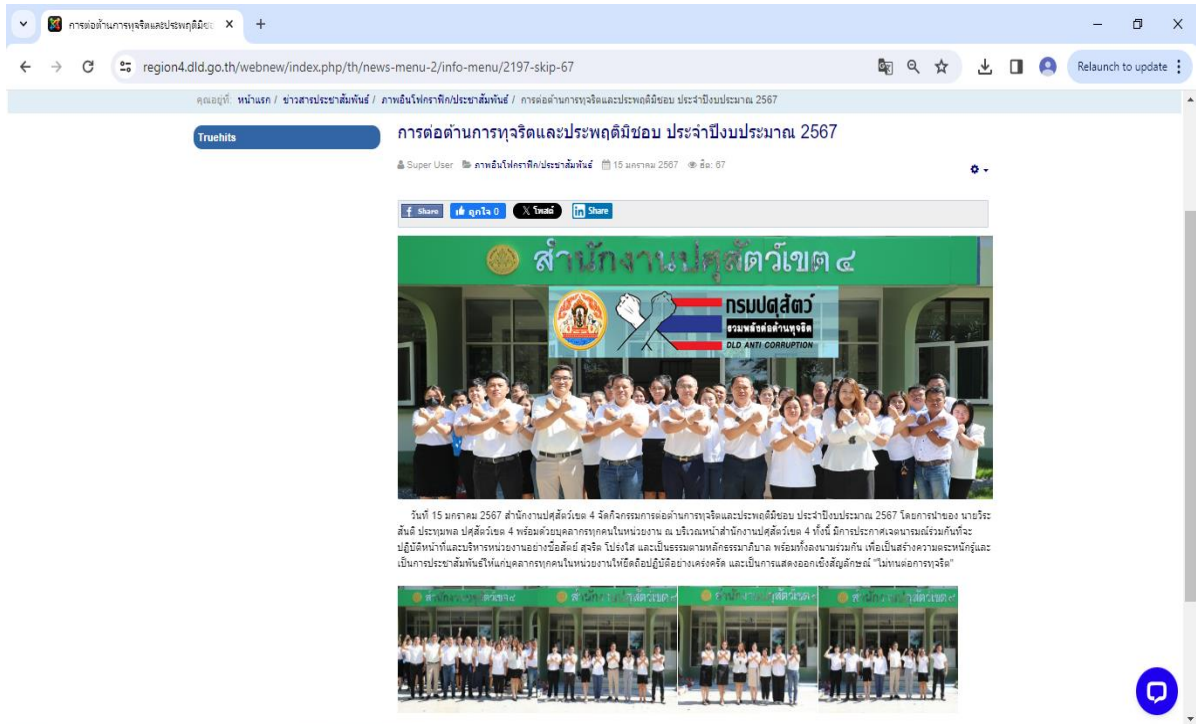 การต่อต้านการทุจริตและประพฤติมิชอ
Relaunch to update
region4.dld.go.th/webnew/index.php/th/news-menu-2/info-menu/2197-skip-67
คุณอยู่ที่: หน้าแรก / ข่าวสารประชาสัมพันธ์ / ภาพอินโฟกราฟิก/ประชาสัมพันธ์ / การต่อต้านการทุจริตและประพฤติมิชอบ ประจำปีงบประมาณ 2567
Truehits
การต่อต้านการทุจริตและประพฤติมิชอบ ประจำปีงบประมาณ 2567
Super User ภาพอินโฟกราฟิก/ประชาสัมพันธ์ 15 มกราคม 2567 ฮิต: 67
f Share ถูกใจ 0 X โพสต์ in Share
สำนักงานปศุสัตว์เขต ๔
กรมปศุสัตว์
รวมพลังต่อต้านทุจริต
DLD ANTI CORRUPTION
วันที่ 15 มกราคม 2567 สำนักงานปศุสัตว์เขต 4 จัดกิจกรรมการต่อต้านการทุจริตและประพฤติมิชอบ ประจำปีงบประมาณ 2567 โดยการนำของ นายวีระ
สันติ ประทุมพล ปศุสัตว์เขต 4 พร้อมด้วยบุคลากรทุกคนในหน่วยงาน ณ บริเวณหน้าสำนักงานปศุสัตว์เขต 4 ทั้งนี้ มีการประกาศเจตนารมณ์ร่วมกันที่จะ
ปฏิบัติหน้าที่และบริหารหน่วยงานอย่างซื่อสัตย์ สุจริต โปร่งใส และเป็นธรรมตามหลักธรรมาภิบาล พร้อมทั้งลงนามร่วมกัน เพื่อเป็นสร้างความตระหนักรู้และ
เป็นการประชาสัมพันธ์ให้แก่บุคลากรทุกคนในหน่วยงานให้ยึดถือปฏิบัติอย่างเคร่งครัด และเป็นการแสดงออกเชิงสัญลักษณ์ "ไม่ทนต่อการทุจริต"